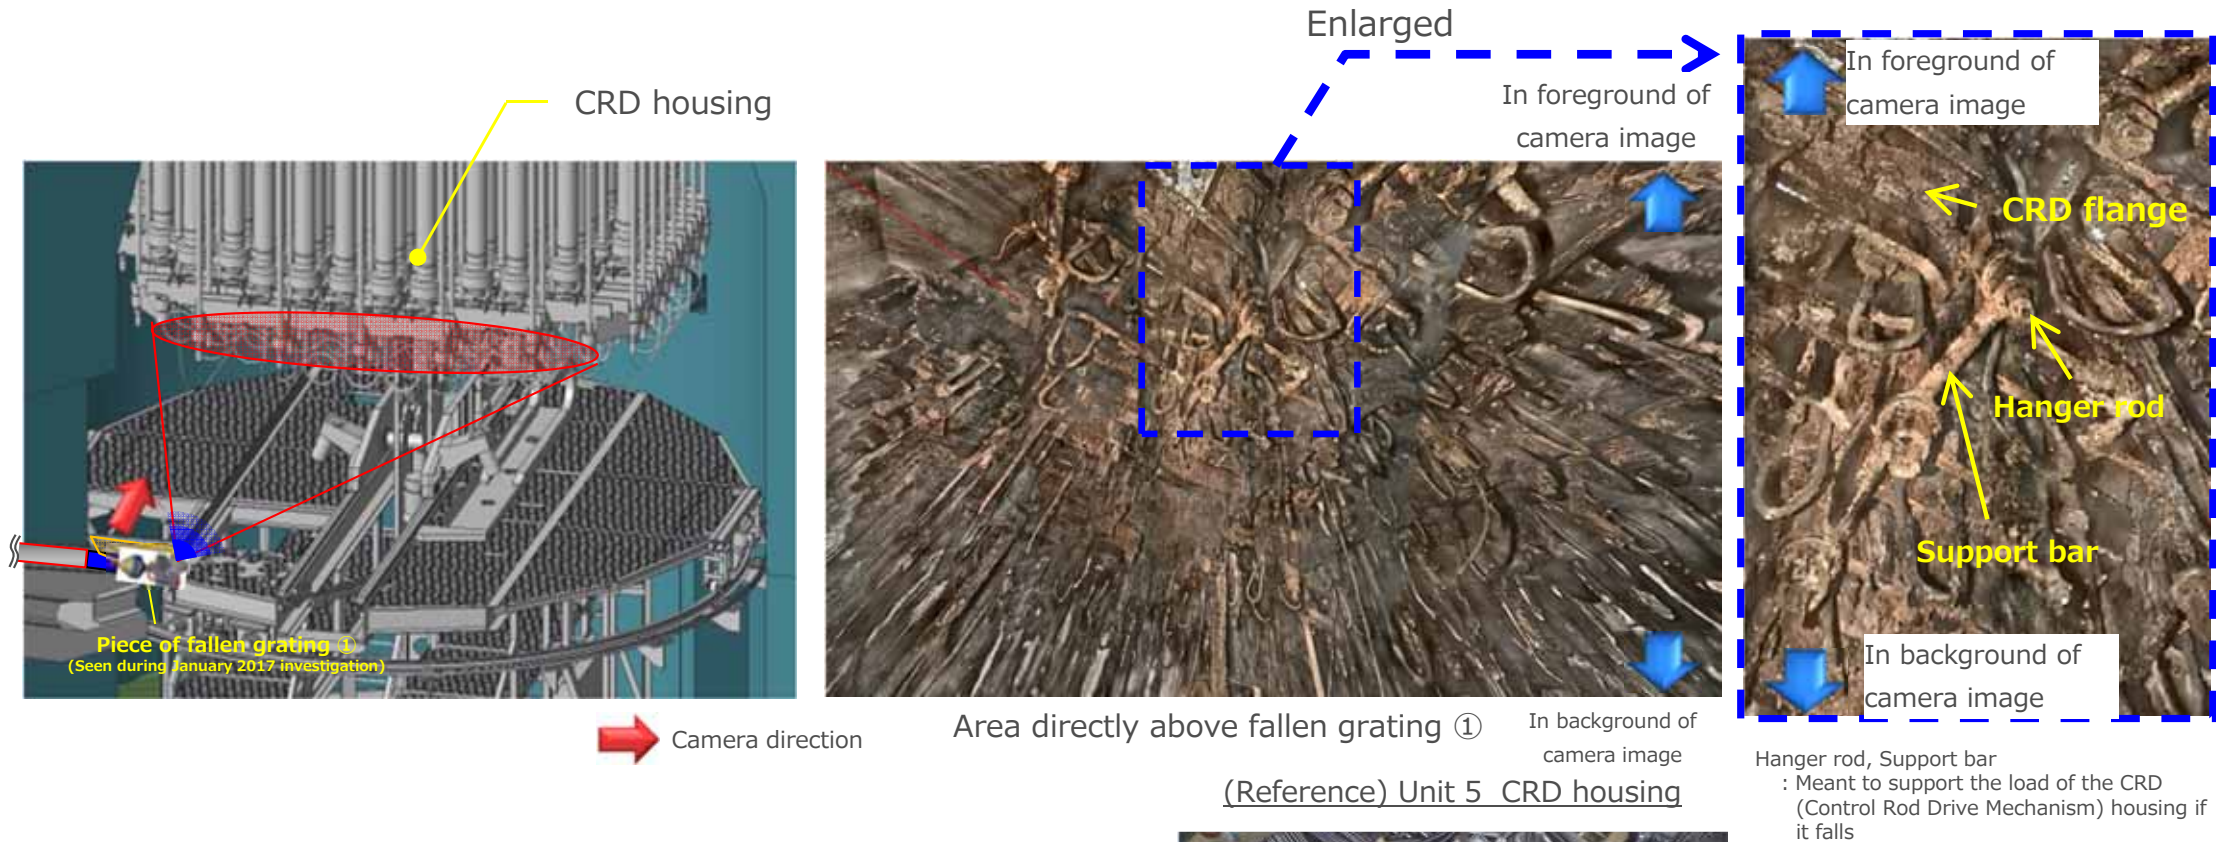 Enlarged
In foreground of
camera image
CRD housing
In foreground of
camera image
CRD flange
Hanger rod
Support bar
Piece of fallen grating ①
(Seen during January 2017 investigation)
In background of
camera image
Camera direction
Area directly above fallen grating ①
In background of
camera image
(Reference) Unit 5 CRD housing
Hanger rod, Support bar
: Meant to support the load of the CRD
(Control Rod Drive Mechanism) housing if
it falls